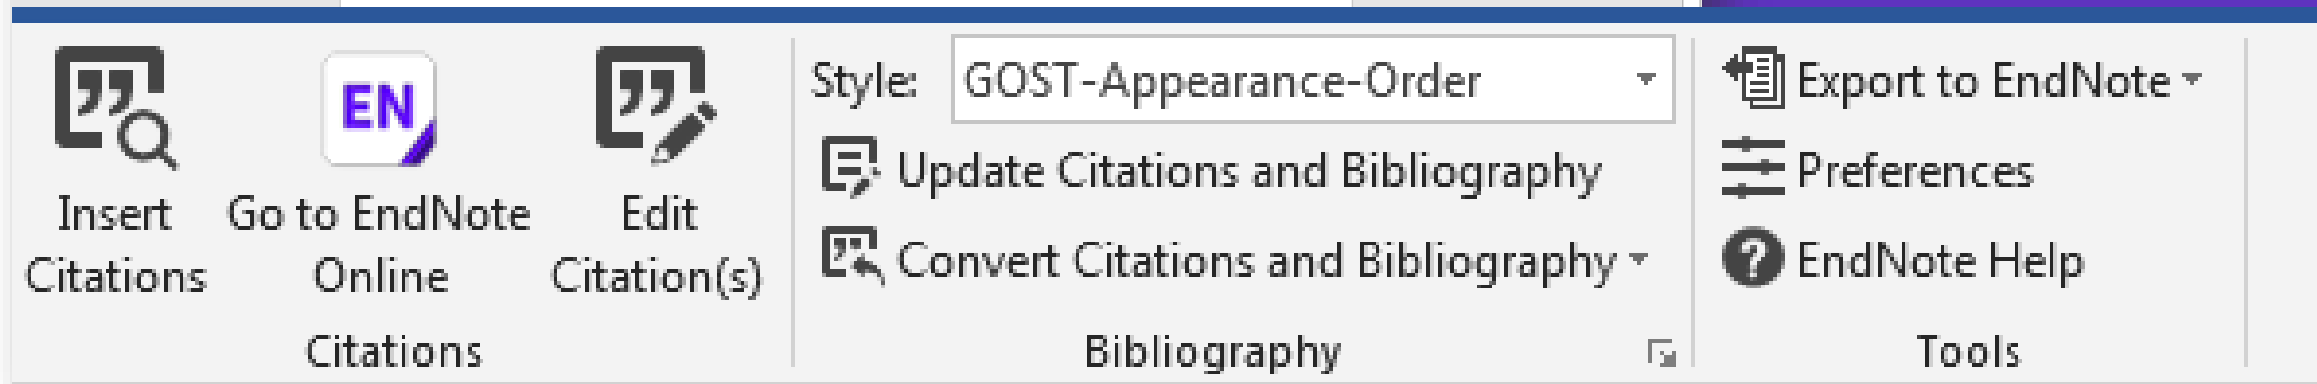 Insert
Citations
EN
Go to EndNote
Online
Edit
Citation(s)
Citations
Style: GOST-Appearance-Order
Update Citations and Bibliography
Convert Citations and Bibliography
Bibliography
Export to EndNote
Preferences
? EndNote Help
Tools